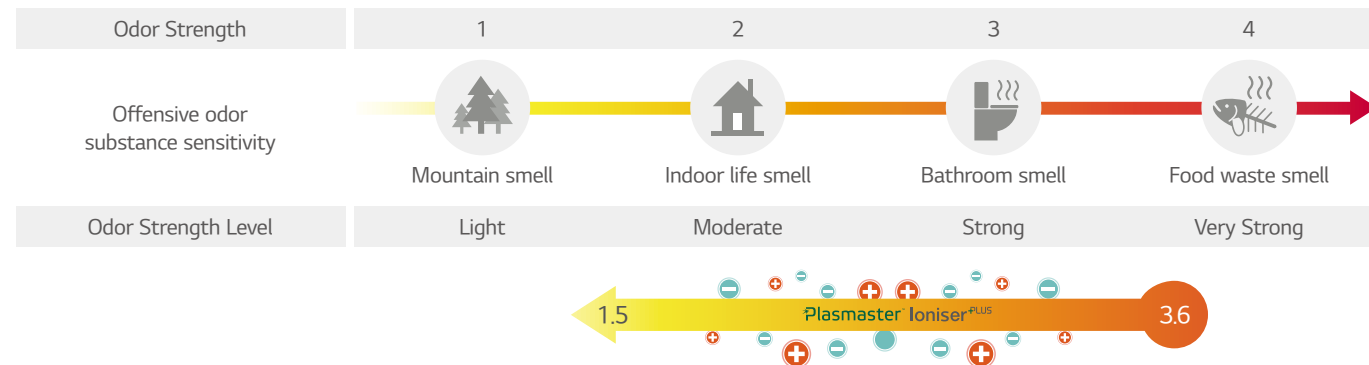 Odor Strength 1 2 3 4
Offensive odor
substance sensitivity
Mountain smell Indoor life smell Bathroom smell Food waste smell
Odor Strength Level Light Moderate Strong Very Strong
1.5 Plasmaster™ Ioniser+PLUS 3.6